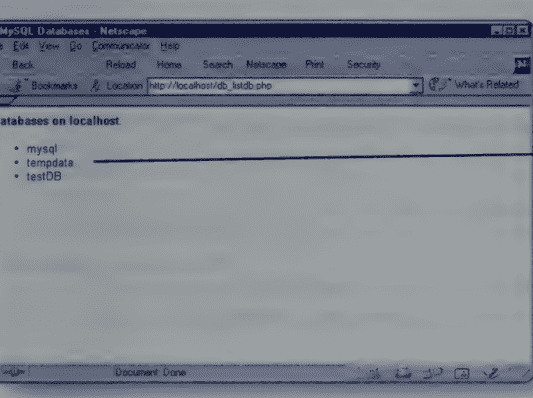 MySQL Databases - Netscape
Edit View Go Communicator Help
Back Reload Home Search Netscape Print Security
Bookmarks Location http://localhost/db_listdb.php What's Related
atabases on localhost
• mysql
• tempdata
• testDB
Document: Done